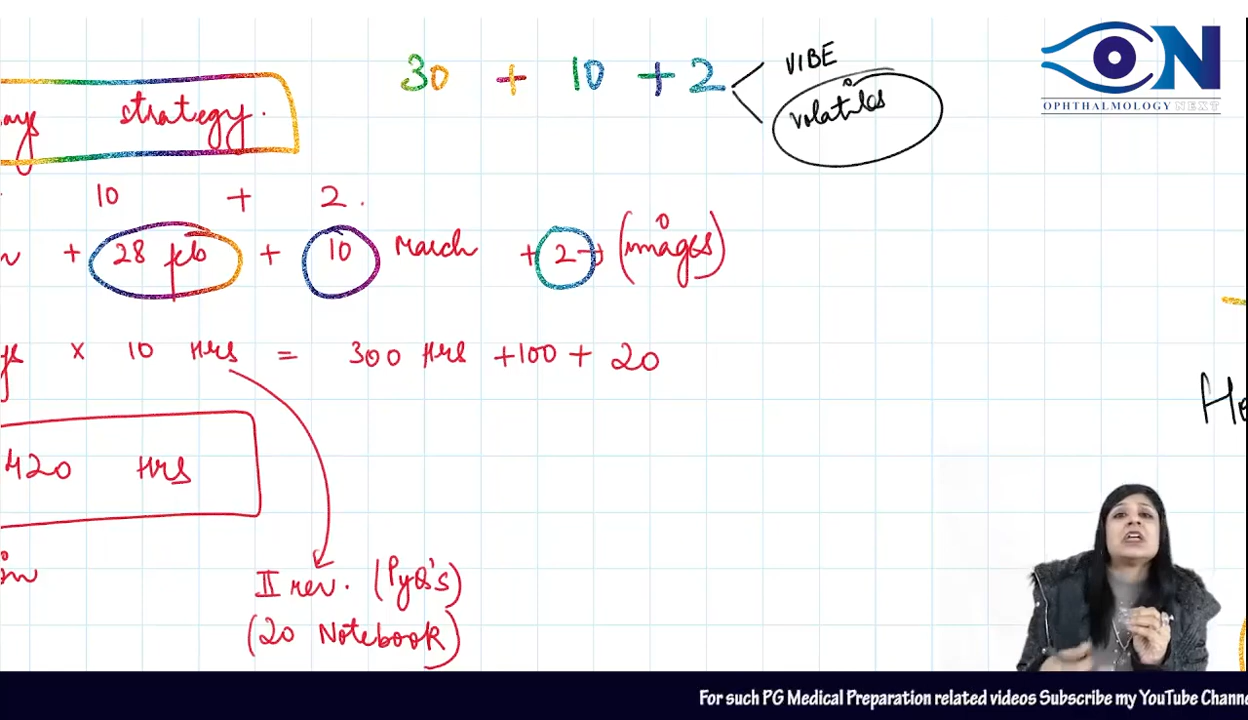 30 + 10 + 2
VIBE
volatiles
strategy.
10 + 2.
+ 28 feb + 10 March + 2 (images)
x 10 Hrs = 300 Hrs +100 + 20
420 Hrs
II rev. (PyQ's)
(20 Notebook)
ON
OPHTHALMOLOGY NEXT
For such PG Medical Preparation related videos Subscribe my YouTube Channe